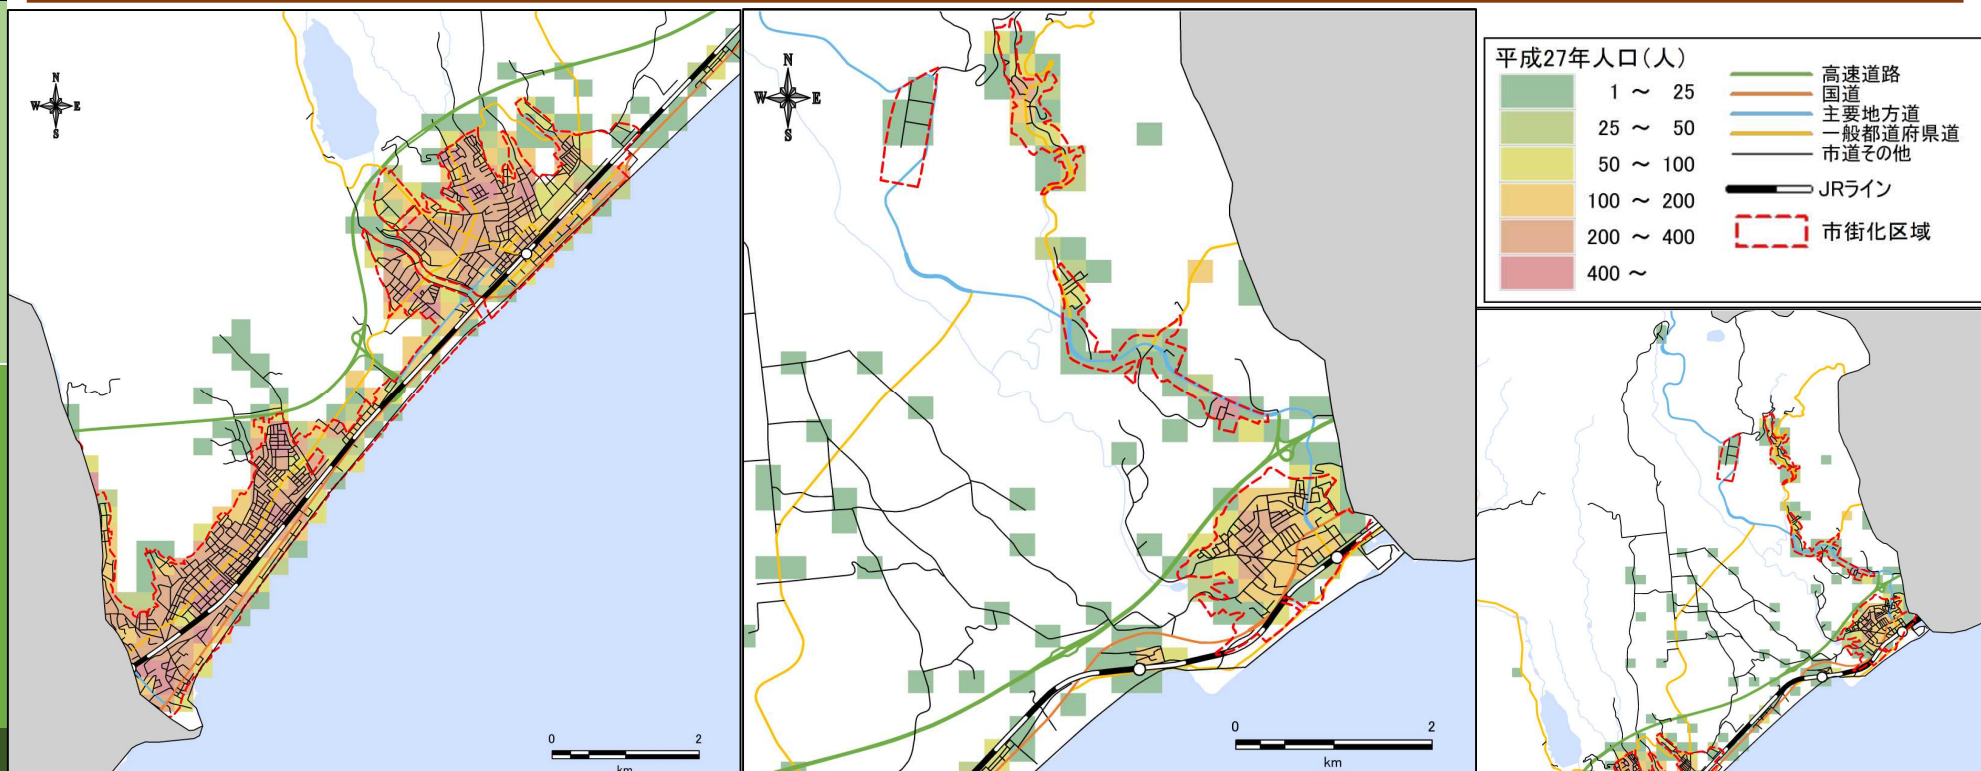 N
W E
S
0 2
km
N
W E
S
0 2
km
平成27年人口(人)
1 ～ 25
25 ～ 50
50 ～ 100
100 ～ 200
200 ～ 400
400 ～
高速道路
国道
主要地方道
一般都道府県道
市道その他
JRライン
市街化区域